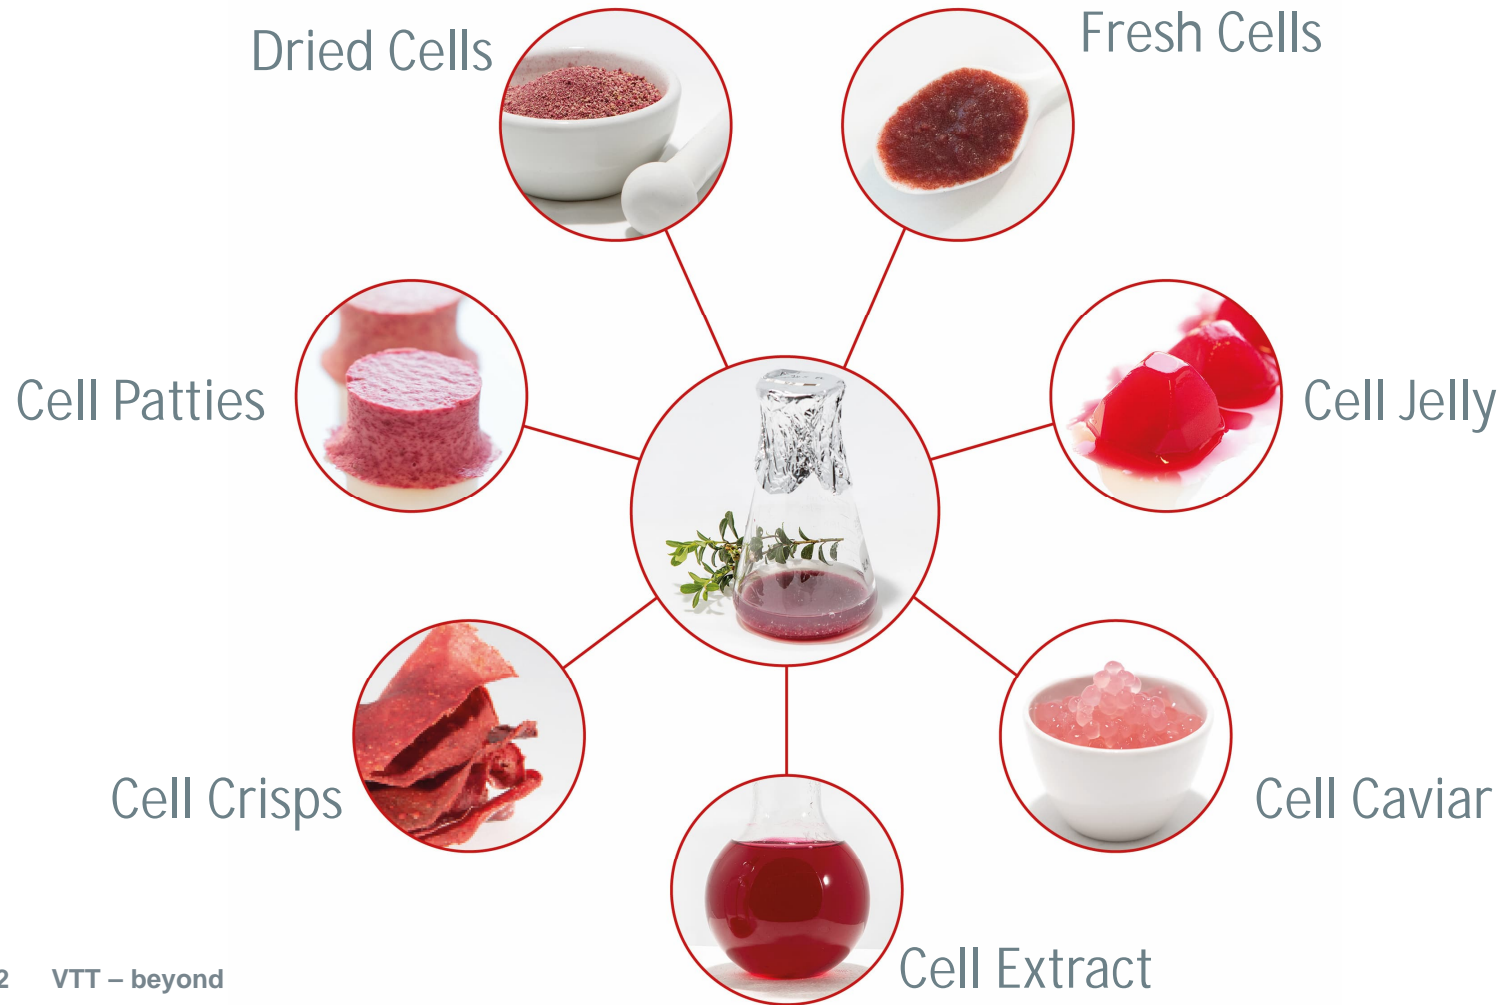 Dried Cells
Fresh Cells
Cell Patties
Cell Jelly
Cell Crisps
Cell Caviar
Cell Extract
2 VTT – beyond